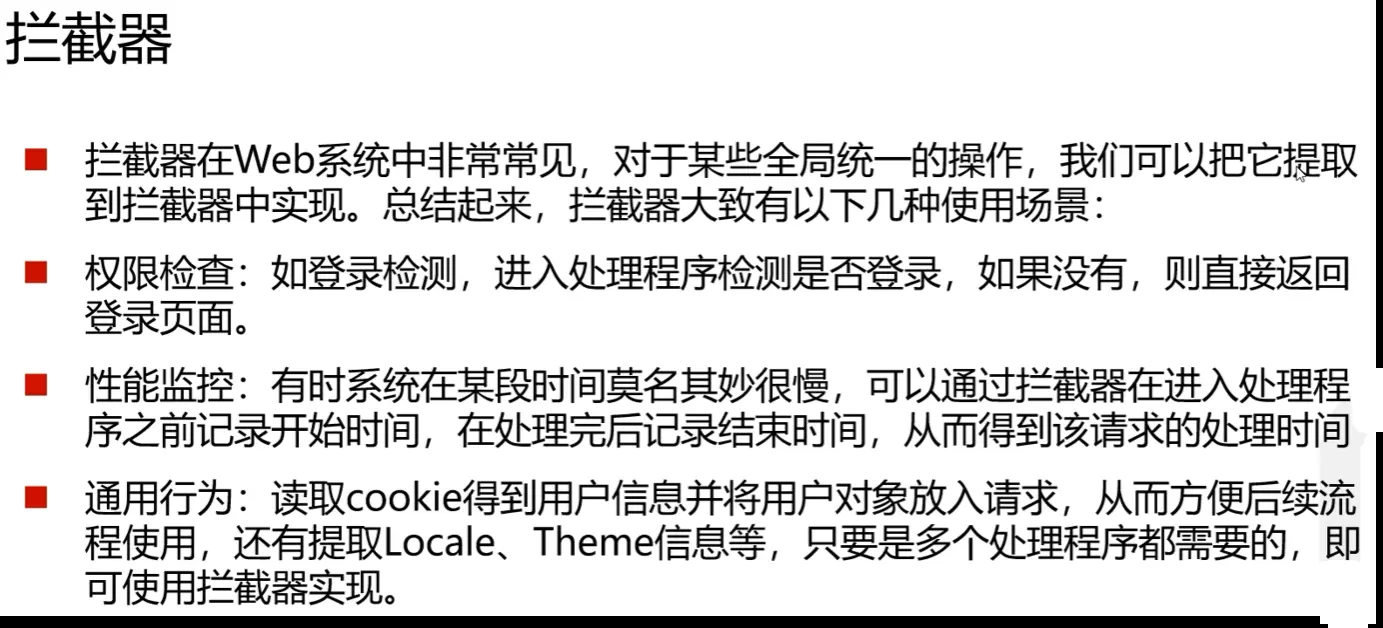 拦截器
拦截器在Web系统中非常常见，对于某些全局统一的操作，我们可以把它提取
到拦截器中实现。总结起来，拦截器大致有以下几种使用场景：
权限检查：如登录检测，进入处理程序检测是否登录，如果没有，则直接返回
登录页面。
性能监控：有时系统在某段时间莫名其妙很慢，可以通过拦截器在进入处理程
序之前记录开始时间，在处理完后记录结束时间，从而得到该请求的处理时间
通用行为：读取cookie得到用户信息并将用户对象放入请求，从而方便后续流
程使用，还有提取Locale、Theme信息等，只要是多个处理程序都需要的，即
可使用拦截器实现。